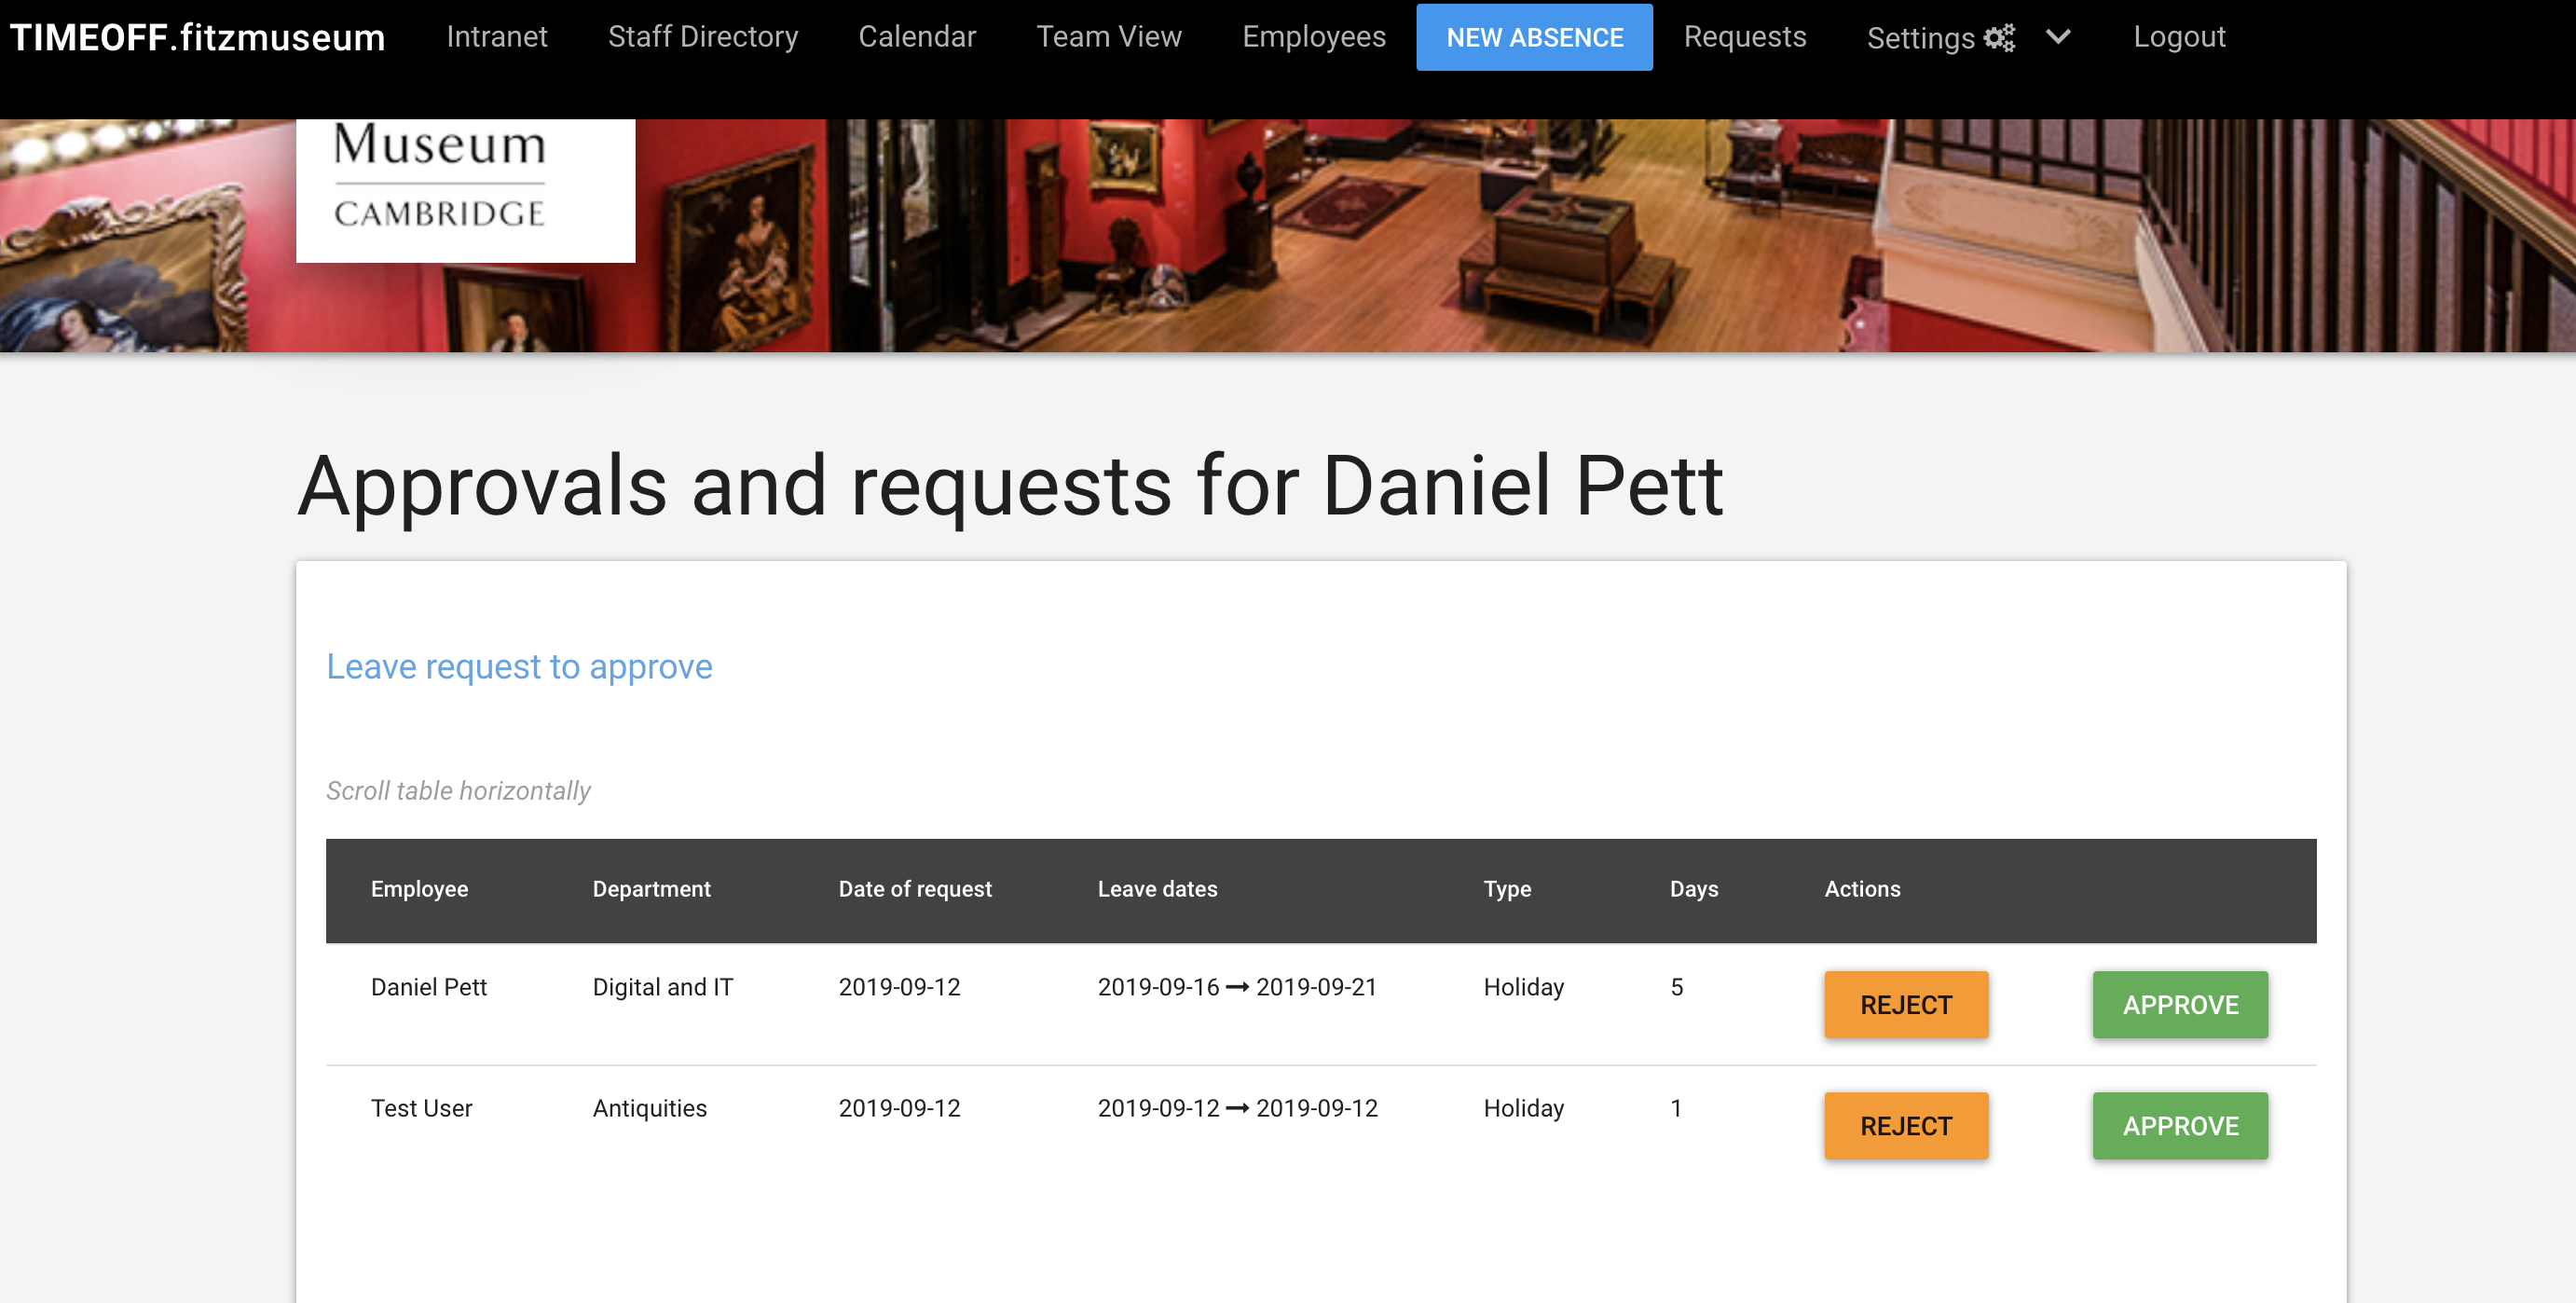 TIMEOFF.fitzmuseum Intranet Staff Directory Calendar Team View Employees NEW ABSENCE Requests Settings Logout
Museum
CAMBRIDGE
Approvals and requests for Daniel Pett
Leave request to approve
Scroll table horizontally
Employee Department Date of request Leave dates Type Days Actions
Daniel Pett Digital and IT 2019-09-12 2019-09-16 → 2019-09-21 Holiday 5 REJECT APPROVE
Test User Antiquities 2019-09-12 2019-09-12 → 2019-09-12 Holiday 1 REJECT APPROVE